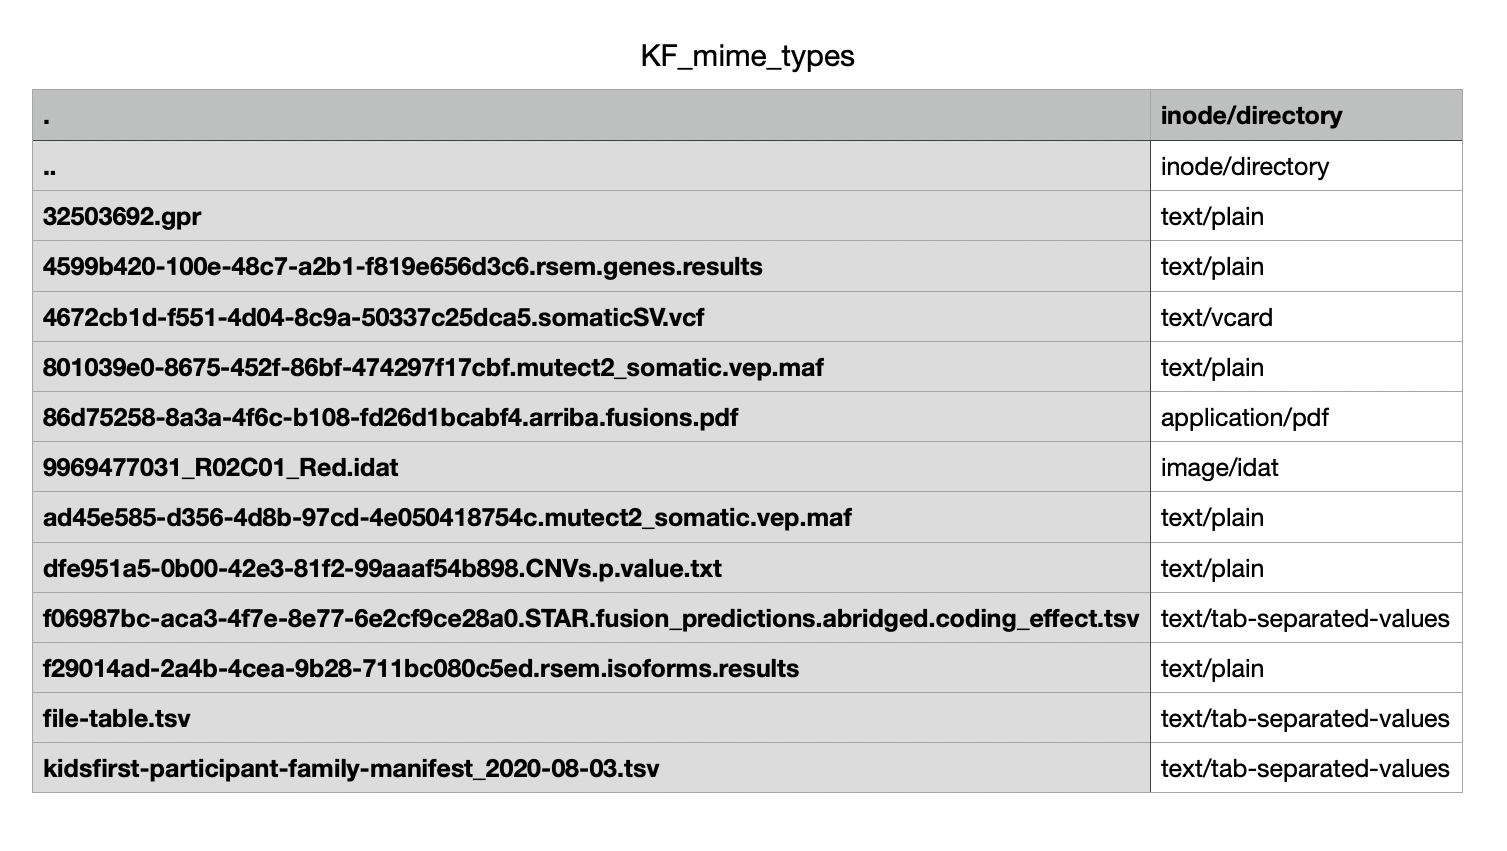 KF_mime_types
. inode/directory
.. inode/directory
32503692.gpr text/plain
4599b420-100e-48c7-a2b1-f819e656d3c6.rsem.genes.results text/plain
4672cb1d-f551-4d04-8c9a-50337c25dca5.somaticSV.vcf text/vcard
801039e0-8675-452f-86bf-474297f17cbf.mutect2_somatic.vep.maf text/plain
86d75258-8a3a-4f6c-b108-fd26d1bcabf4.arriba.fusions.pdf application/pdf
9969477031_R02C01_Red.idat image/idat
ad45e585-d356-4d8b-97cd-4e050418754c.mutect2_somatic.vep.maf text/plain
dfe951a5-0b00-42e3-81f2-99aaaf54b898.CNVs.p.value.txt text/plain
f06987bc-aca3-4f7e-8e77-6e2cf9ce28a0.STAR.fusion_predictions.abridged.coding_effect.tsv text/tab-separated-values
f29014ad-2a4b-4cea-9b28-711bc080c5ed.rsem.isoforms.results text/plain
file-table.tsv text/tab-separated-values
kidsfirst-participant-family-manifest_2020-08-03.tsv text/tab-separated-values